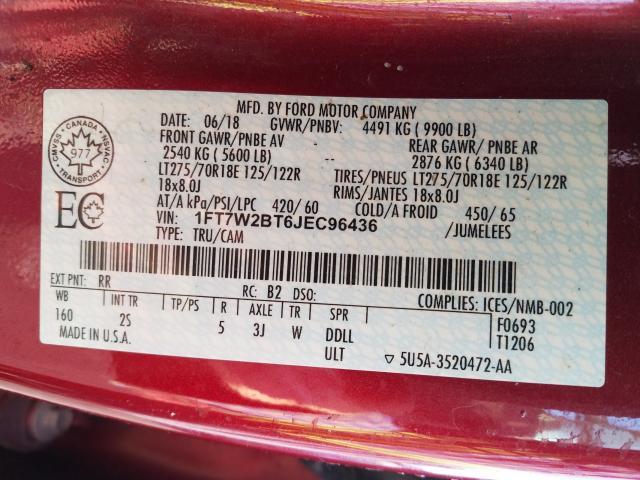 MFD. BY FORD MOTOR COMPANY
DATE: 06/18 GVWR/PNBV: 4491 KG ( 9900 LB)
FRONT GAWR/PNBE AV REAR GAWR/ PNBE AR
2540 KG ( 5600 LB) 2876 KG ( 6340 LB)
LT275/70R18E 125/122R TIRES/PNEUS LT275/70R18E 125/122R
18x8.0J RIMS/JANTES 18x8.0J
AT/A kPa/PSI/LPC 420/ 60 COLD/A FROID 450/ 65
VIN: 1FT7W2BT6JEC96436 /JUMELEES
TYPE: TRU/CAM
CANADA
CMVSS NSVAC
977
TRANSPORT
EC
EXT PNT: RR RC: B2 DSO: COMPLIES: ICES/NMB-002
WB INT TR TP/PS R AXLE TR SPR F0693
160 2S 5 3J W DDLL T1206
MADE IN U.S.A. ULT ▽ 5U5A-3520472-AA